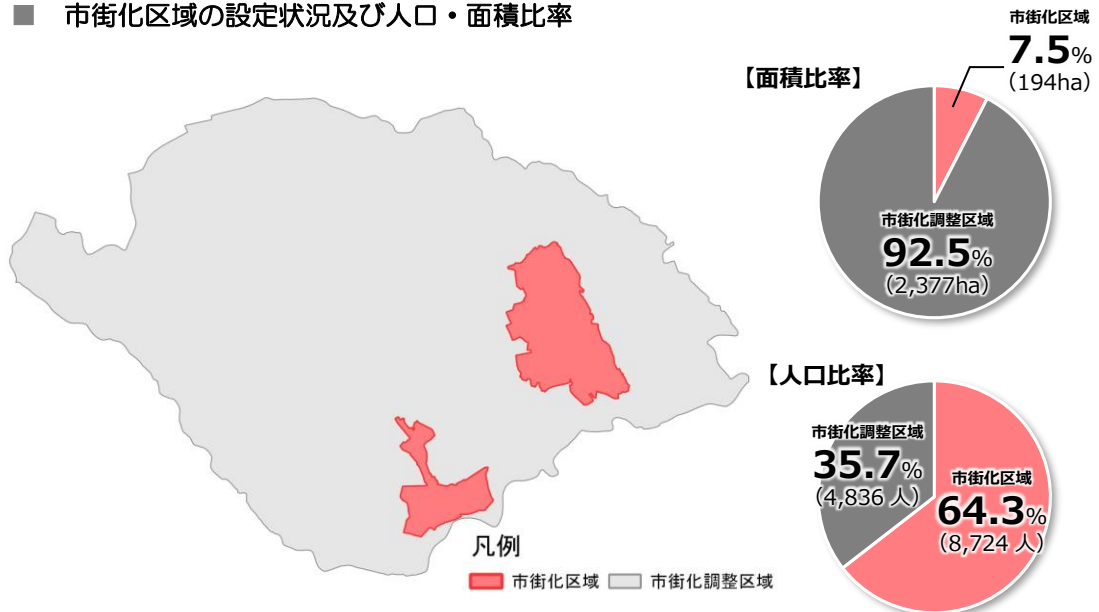 ■ 市街化区域の設定状況及び人口・面積比率
【面積比率】
市街化区域
7.5%
(194ha)
市街化調整区域
92.5%
(2,377ha)
【人口比率】
市街化調整区域
35.7%
(4,836 人)
市街化区域
64.3%
(8,724 人)
凡例
市街化区域 市街化調整区域